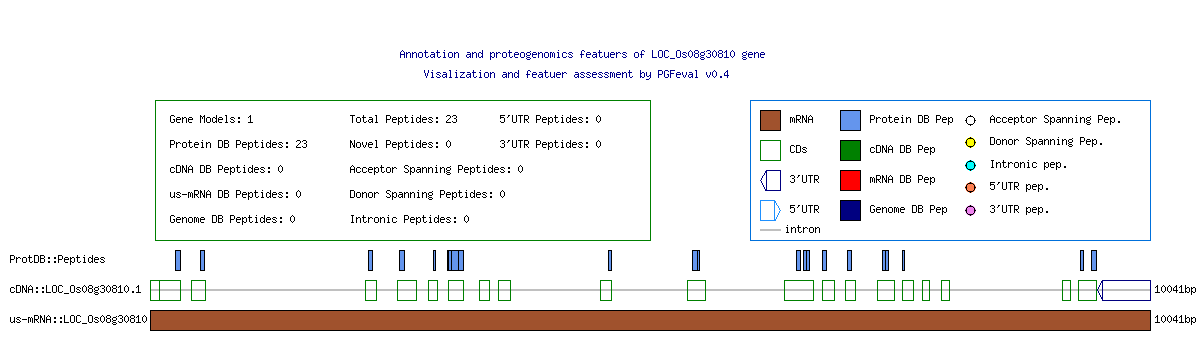 Annotation and proteogenomics featuers of LOC_Os08g30810 gene
Visalization and featuer assessment by PGFeval v0.4
Gene Models: 1
Total Peptides: 23
5'UTR Peptides: 0
Protein DB Peptides: 23
Novel Peptides: 0
3'UTR Peptides: 0
cDNA DB Peptides: 0
Acceptor Spanning Peptides: 0
us-mRNA DB Peptides: 0
Donor Spanning Peptides: 0
Genome DB Peptides: 0
Intronic Peptides: 0
mRNA
Protein DB Pep
Acceptor Spanning Pep.
CDs
cDNA DB Pep
Donor Spanning Pep.
3'UTR
mRNA DB Pep
Intronic pep.
5'UTR
Genome DB Pep
5'UTR pep.
3'UTR pep.
intron
ProtDB::Peptides
cDNA::LOC_Os08g30810.1
10041bp
us-mRNA::LOC_Os08g30810
10041bp